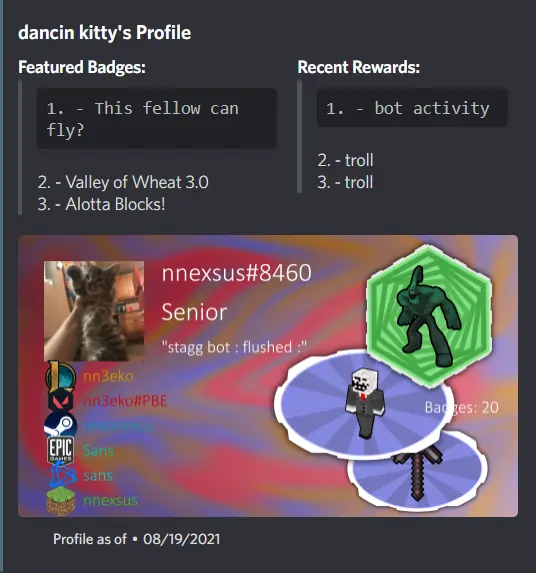 dancin kitty's Profile
Featured Badges:
1. - This fellow can
fly?
2. - Valley of Wheat 3.0
3. - Alotta Blocks!
Recent Rewards:
1. - bot activity
2. - troll
3. - troll
nnexsus#8460
Senior
"stagg bot : flushed :"
nn3eko
nn3eko#PBE
EPIC
GAMES
Sans
sans
nnexsus
Badges: 20
Profile as of • 08/19/2021